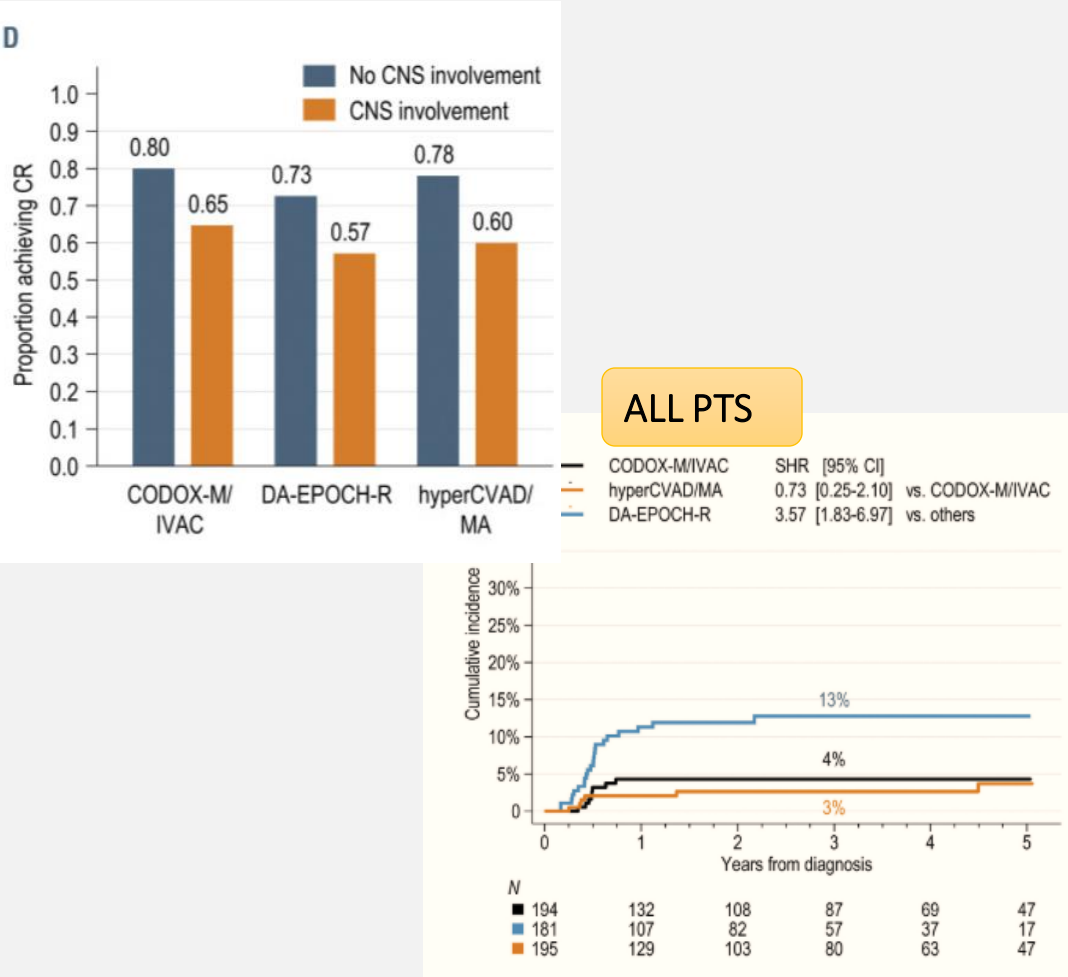 D
No CNS involvement
CNS involvement
Proportion achieving CR
1.0
0.9
0.8
0.7
0.6
0.5
0.4
0.3
0.2
0.1
0.0
0.80
0.65
0.73
0.57
0.78
0.60
CODOX-M/
IVAC
DA-EPOCH-R
hyperCVAD/
MA
ALL PTS
CODOX-M/IVAC SHR [95% CI]
hyperCVAD/MA 0.73 [0.25-2.10] vs. CODOX-M/IVAC
DA-EPOCH-R 3.57 [1.83-6.97] vs. others
Cumulative incidence
30%
25%
20%
15%
10%
5%
0
13%
4%
3%
0 1 2 3 4 5
Years from diagnosis
N
194 132 108 87 69 47
181 107 82 57 37 17
195 129 103 80 63 47